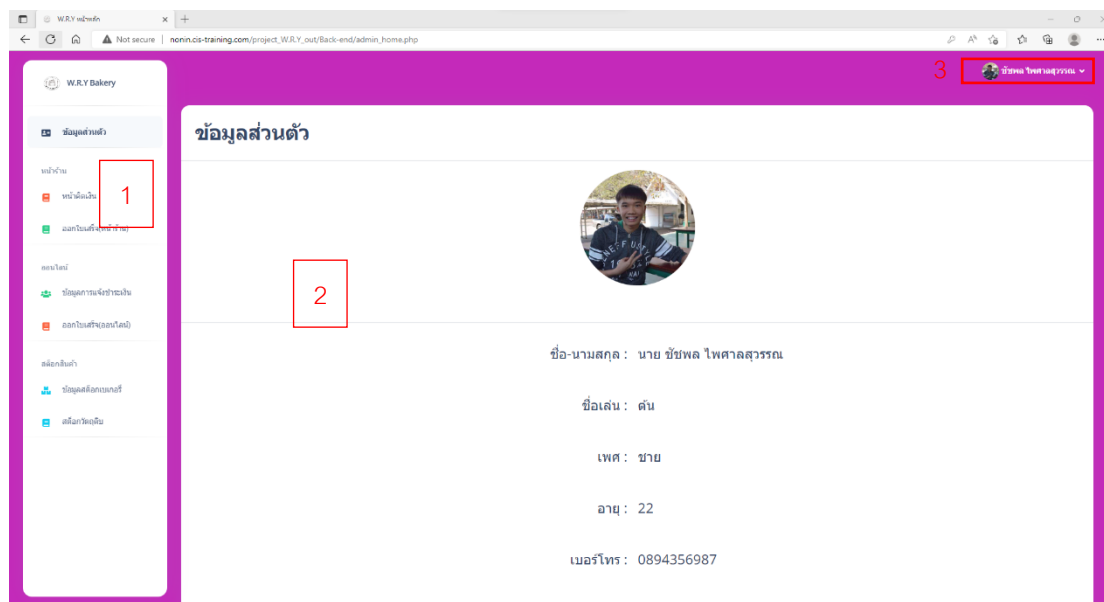 W.R.Y หน้าหลัก
Not secure nonin.cis-training.com/project_W.R.Y_out/Back-end/admin_home.php
W.R.Y Bakery
3
ชัชพล ไพศาลสุวรรณ
ข้อมูลส่วนตัว
ข้อมูลส่วนตัว
หน้าร้าน
หน้าคิดเงิน
1
ออกใบเสร็จ(หน้าร้าน)
ออนไลน์
ข้อมูลการแจ้งชำระเงิน
ออกใบเสร็จ(ออนไลน์)
สต็อกสินค้า
ข้อมูลสต็อกเบเกอรี่
สต็อกวัตถุดิบ
2
ชื่อ-นามสกุล : นาย ชัชพล ไพศาลสุวรรณ
ชื่อเล่น : ดัน
เพศ : ชาย
อายุ : 22
เบอร์โทร : 0894356987